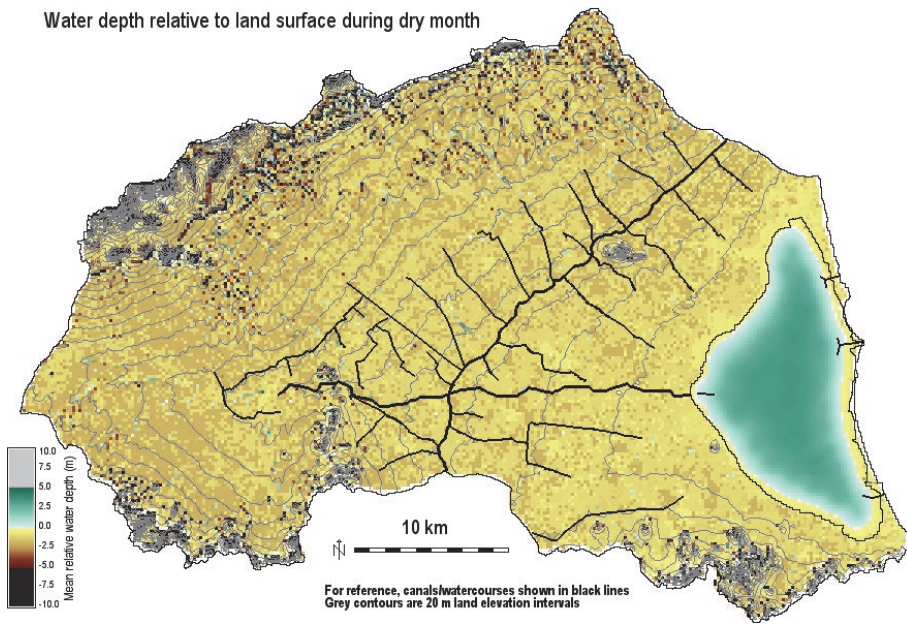 Water depth relative to land surface during dry month
10.0
7.5
5.0
2.5
0.0
-2.5
-5.0
-7.5
-10.0
Mean relative water depth (m)
N
10 km
For reference, canals/watercourses shown in black lines
Grey contours are 20 m land elevation intervals